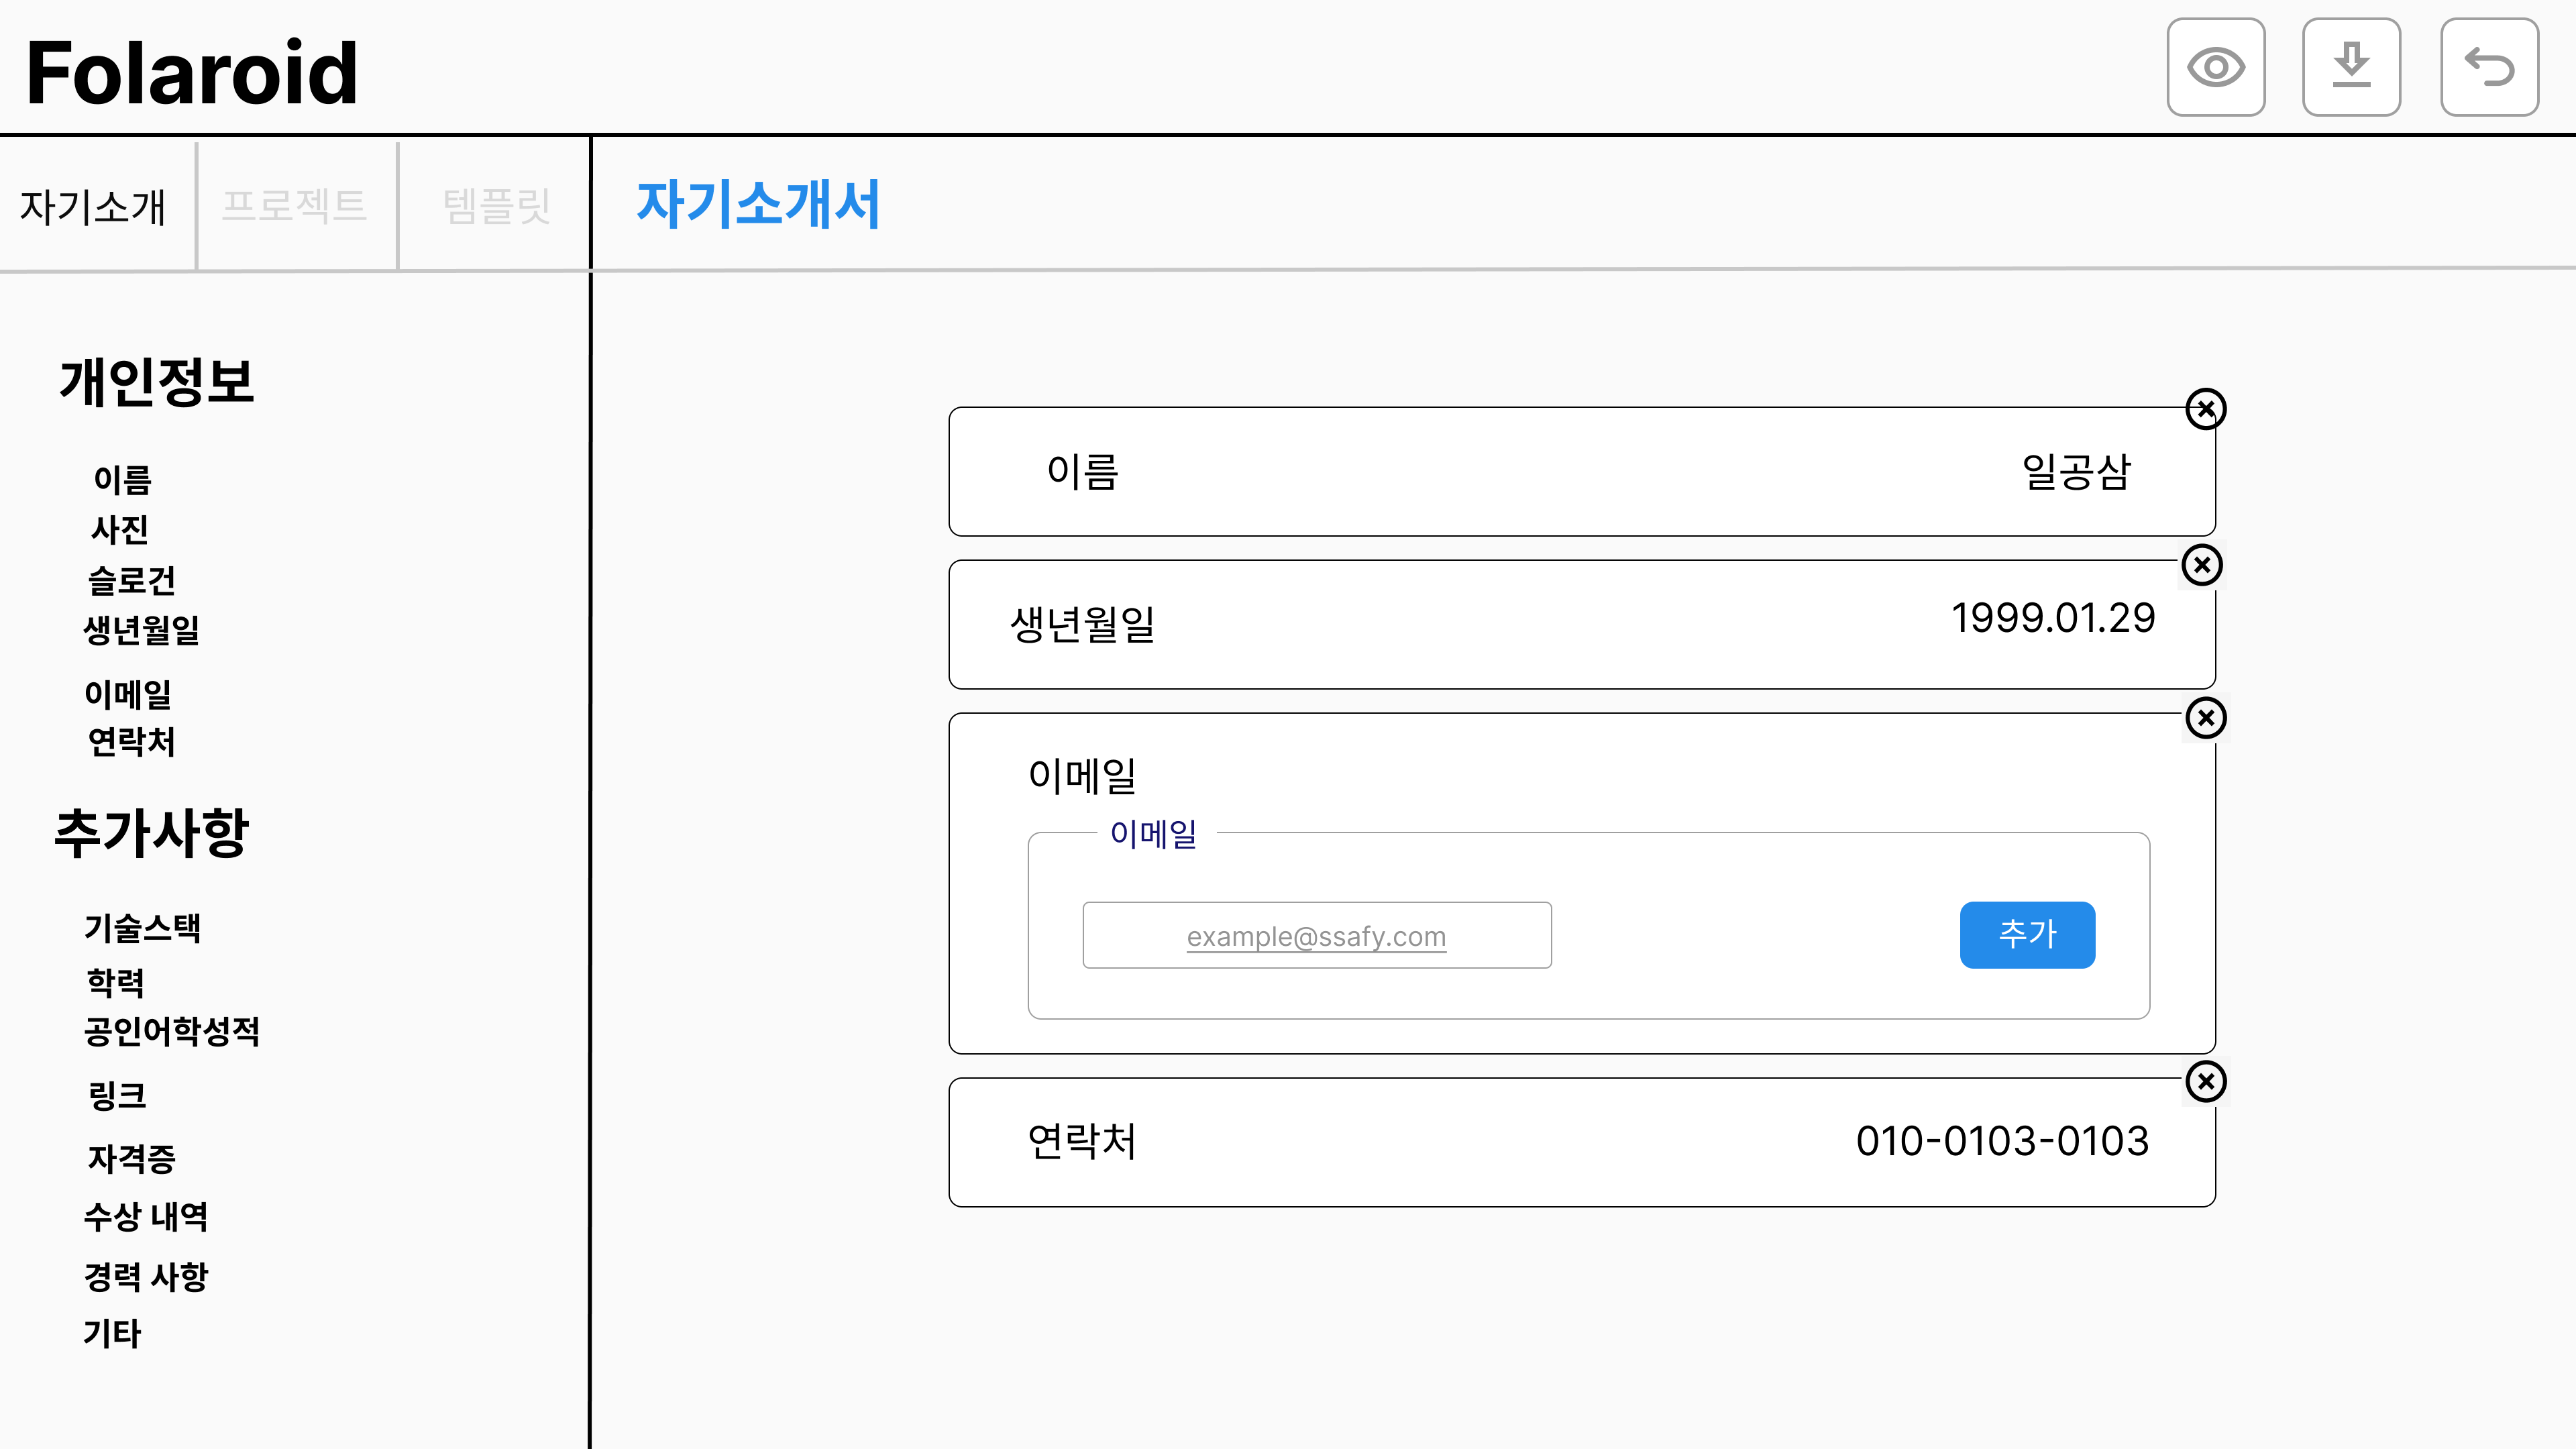 Folaroid
자기소개
프로젝트
템플릿
자기소개서
개인정보
이름
사진
슬로건
생년월일
이메일
연락처
추가사항
기술스택
학력
공인어학성적
링크
자격증
수상 내역
경력 사항
기타
이름
일공삼
생년월일
1999.01.29
이메일
이메일
example@ssafy.com
추가
연락처
010-0103-0103